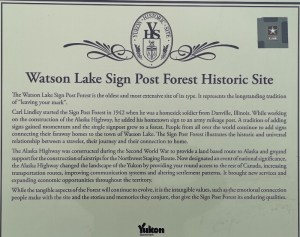 YUKON HISTORIC SITE
YHS
Watson Lake Sign Post Forest Historic Site
The Watson Lake Sign Post Forest is the oldest and most extensive site of its type. It represents the longstanding tradition
of "leaving your mark".
Carl Lindley started the Sign Post Forest in 1942 when he was a homesick soldier from Danville, Illinois. While working
on the construction of the Alaska Highway, he added his hometown sign to an army mileage post. A tradition of adding
signs gained momentum and the single signpost grew to a forest. People from all over the world continue to add signs
connecting their faraway homes to the town of Watson Lake. The Sign Post Forest illustrates the historic and universal
relationship between a traveler, their journey and their connection to home.
The Alaska Highway was constructed during the Second World War to provide a land based route to Alaska and ground
support for the construction of airstrips for the Northwest Staging Route. Now designated an event of national significance,
the Alaska Highway changed the landscape of the Yukon by providing year round access to the rest of Canada, increasing
transportation routes, improving communication systems and altering settlement patterns. It brought new services and
expanding economic opportunities throughout the territory.
While the tangible aspects of the Forest will continue to evolve, it is the intangible values, such as the emotional connection
people make with the site and the stories and memories they conjure, that give the Sign Post Forest its enduring qualities.
Yukon